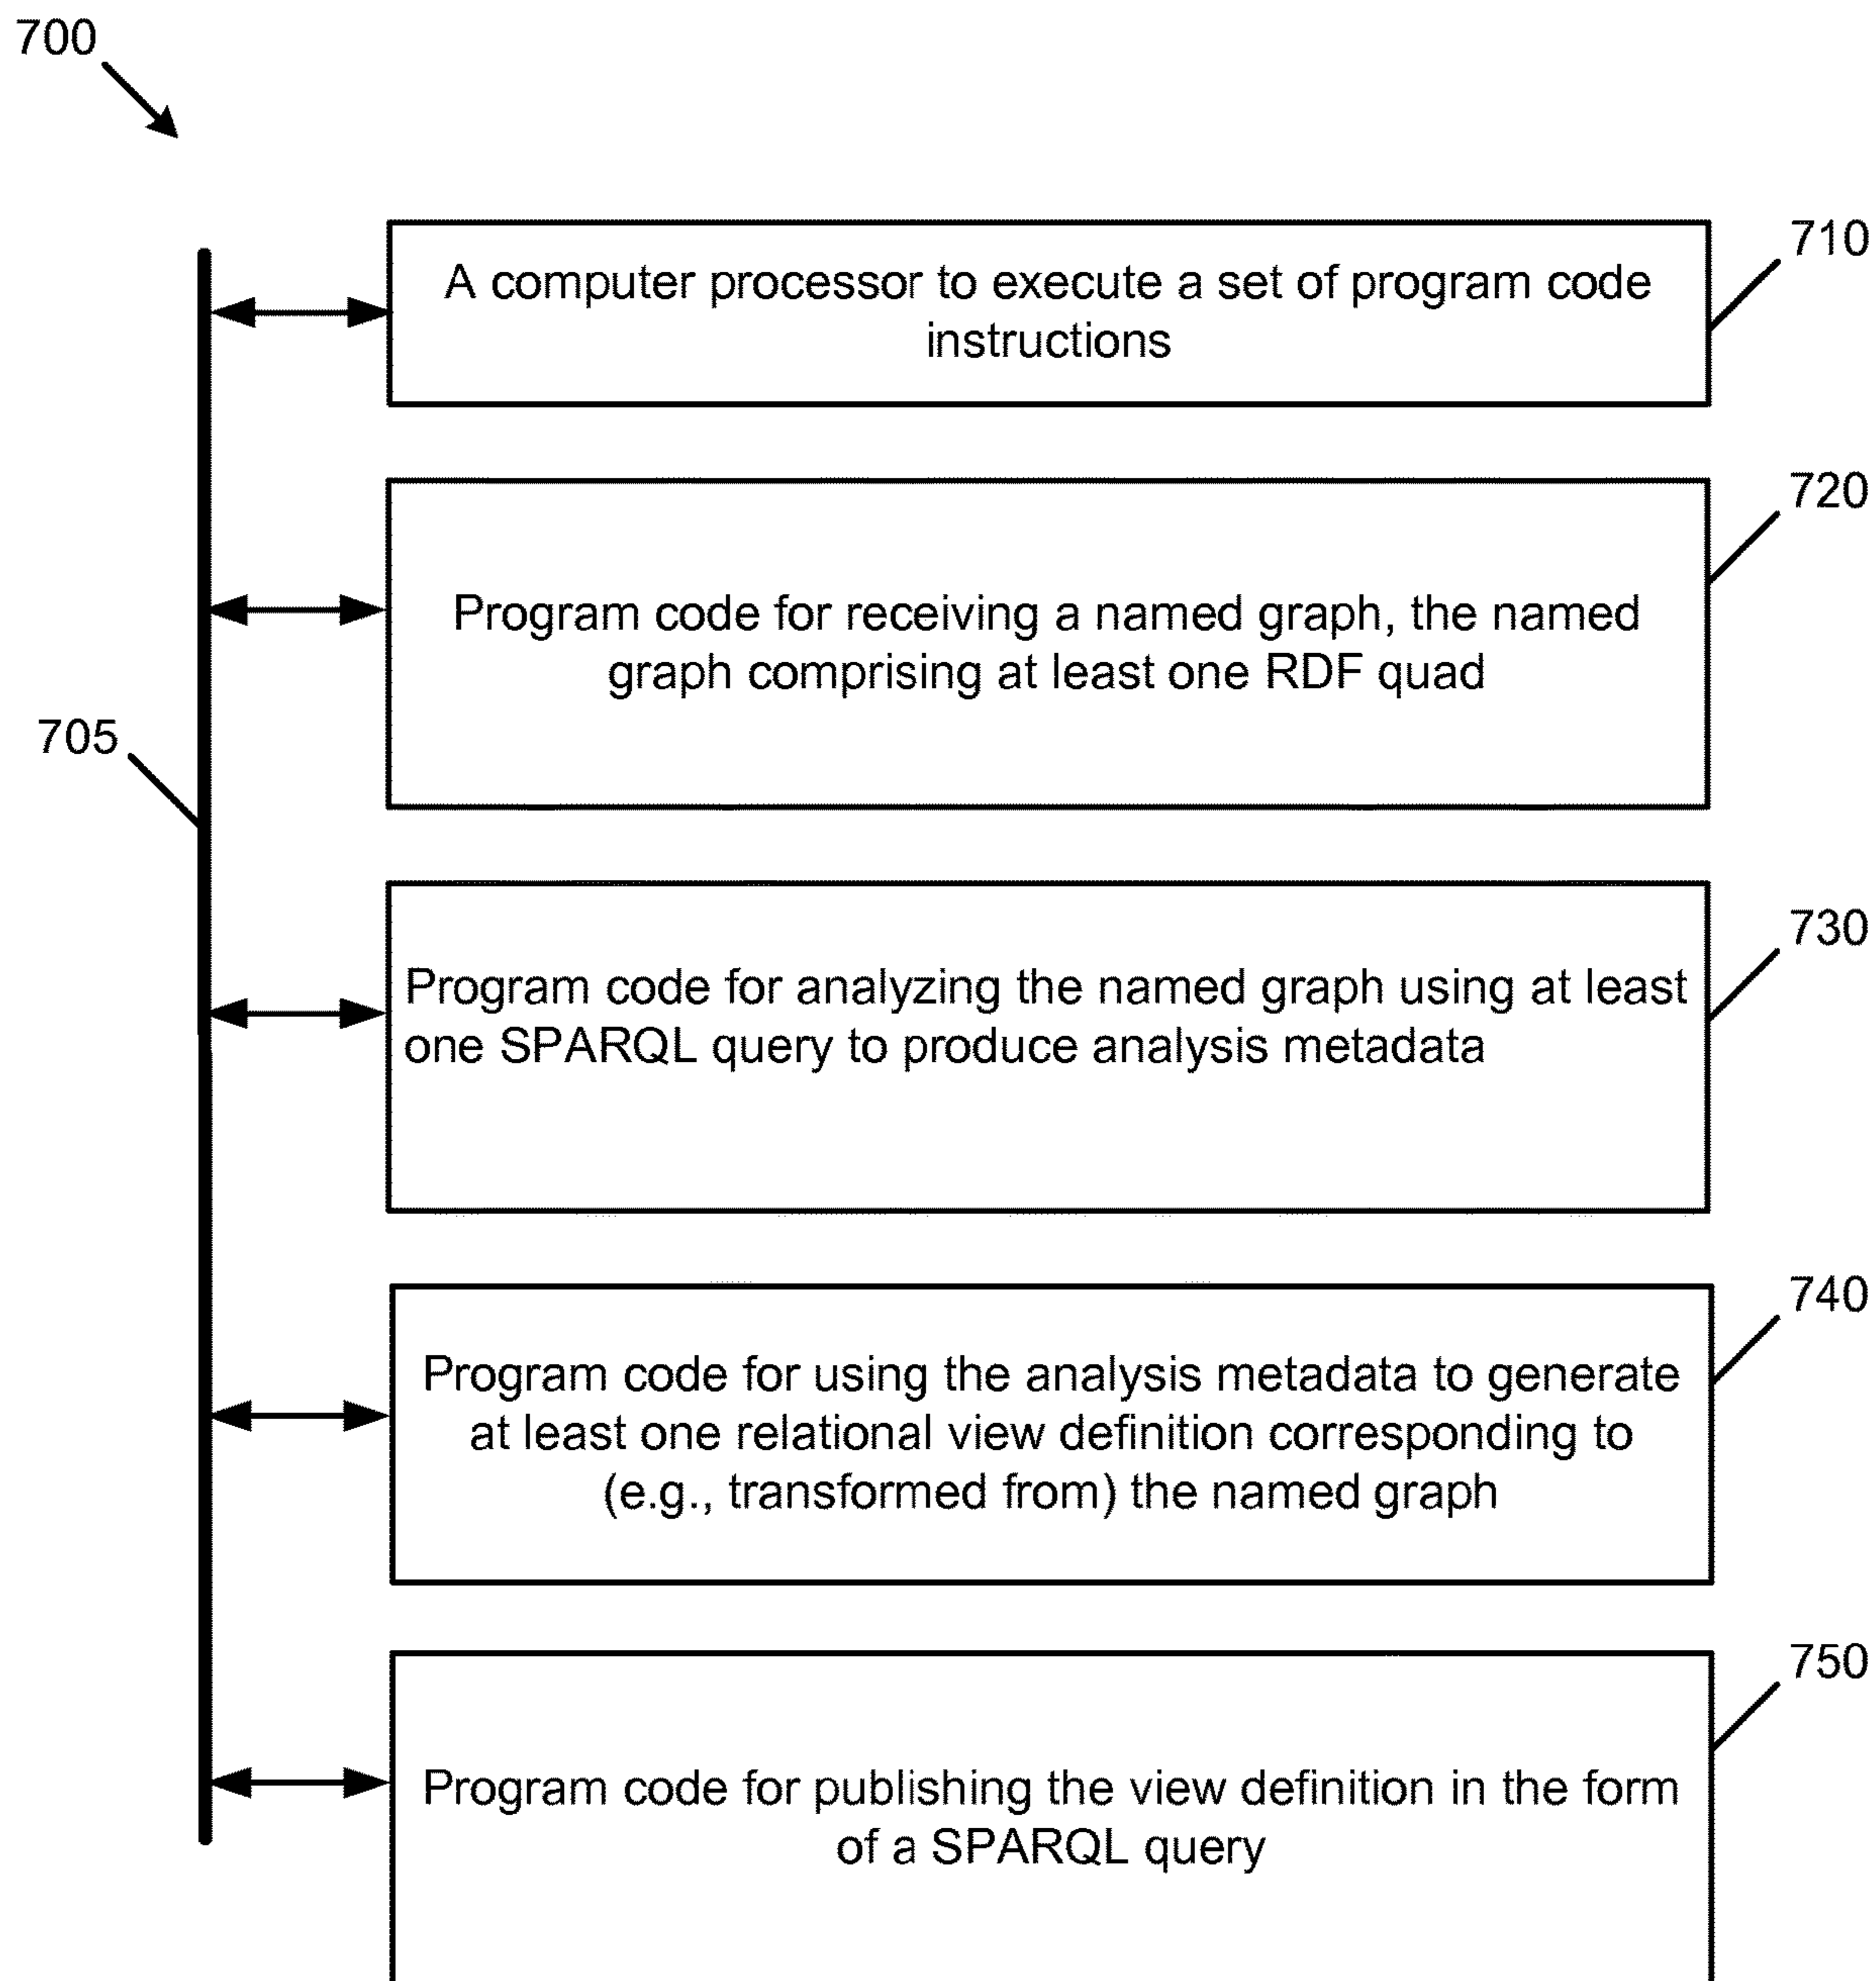 700
A computer processor to execute a set of program code
instructions
710
Program code for receiving a named graph, the named
graph comprising at least one RDF quad
720
705
Program code for analyzing the named graph using at least
one SPARQL query to produce analysis metadata
730
Program code for using the analysis metadata to generate
at least one relational view definition corresponding to
(e.g., transformed from) the named graph
740
Program code for publishing the view definition in the form
of a SPARQL query
750